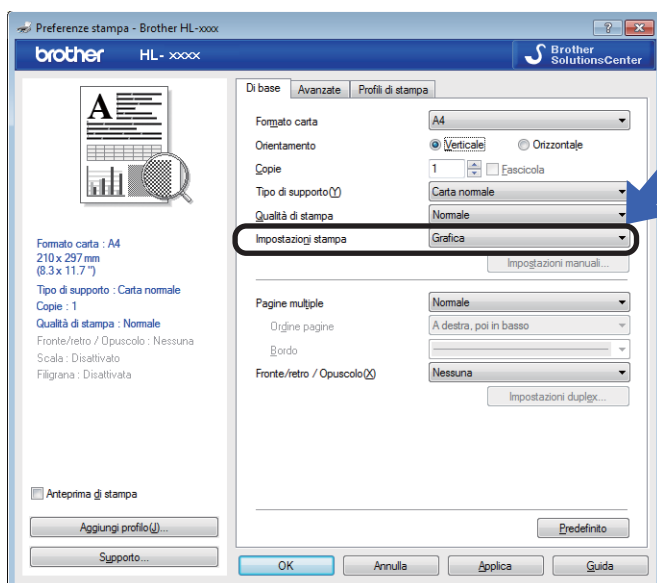 Preferenze stampa - Brother HL-xxxx
brother HL- xxxx
Brother
SolutionsCenter
A
Formato carta : A4
210 x 297 mm
(8.3 x 11.7 ")
Tipo di supporto : Carta normale
Copie : 1
Qualità di stampa : Normale
Fronte/retro / Opuscolo : Nessuna
Scala : Disattivato
Filigrana : Disattivata
Anteprima di stampa
Aggiungi profilo(J)...
Supporto...
Di base Avanzate Profili di stampa
Formato carta A4
Orientamento Verticale Orizzontale
Copie 1 Fascicola
Tipo di supporto(Y) Carta normale
Qualità di stampa Normale
Impostazioni stampa Grafica
Impostazioni manuali...
Pagine multiple Normale
Ordine pagine A destra, poi in basso
Bordo
Fronte/retro / Opuscolo(X) Nessuna
Impostazioni duplex...
Predefinito
OK Annulla Applica Guida